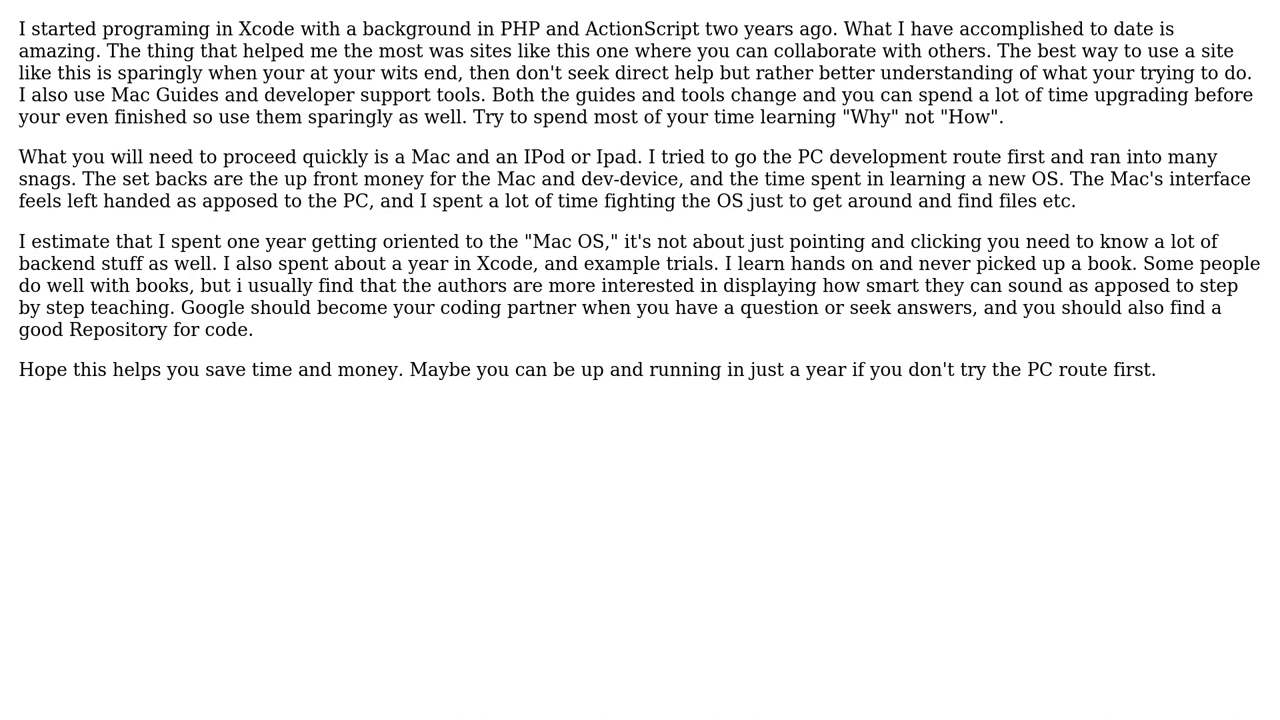 I started programing in Xcode with a background in PHP and ActionScript two years ago. What I have accomplished to date is
amazing. The thing that helped me the most was sites like this one where you can collaborate with others. The best way to use a site
like this is sparingly when your at your wits end, then don't seek direct help but rather better understanding of what your trying to do.
I also use Mac Guides and developer support tools. Both the guides and tools change and you can spend a lot of time upgrading before
your even finished so use them sparingly as well. Try to spend most of your time learning "Why" not "How".
What you will need to proceed quickly is a Mac and an IPod or Ipad. I tried to go the PC development route first and ran into many
snags. The set backs are the up front money for the Mac and dev-device, and the time spent in learning a new OS. The Mac's interface
feels left handed as apposed to the PC, and I spent a lot of time fighting the OS just to get around and find files etc.
I estimate that I spent one year getting oriented to the "Mac OS," it's not about just pointing and clicking you need to know a lot of
backend stuff as well. I also spent about a year in Xcode, and example trials. I learn hands on and never picked up a book. Some people
do well with books, but i usually find that the authors are more interested in displaying how smart they can sound as apposed to step
by step teaching. Google should become your coding partner when you have a question or seek answers, and you should also find a
good Repository for code.
Hope this helps you save time and money. Maybe you can be up and running in just a year if you don't try the PC route first.